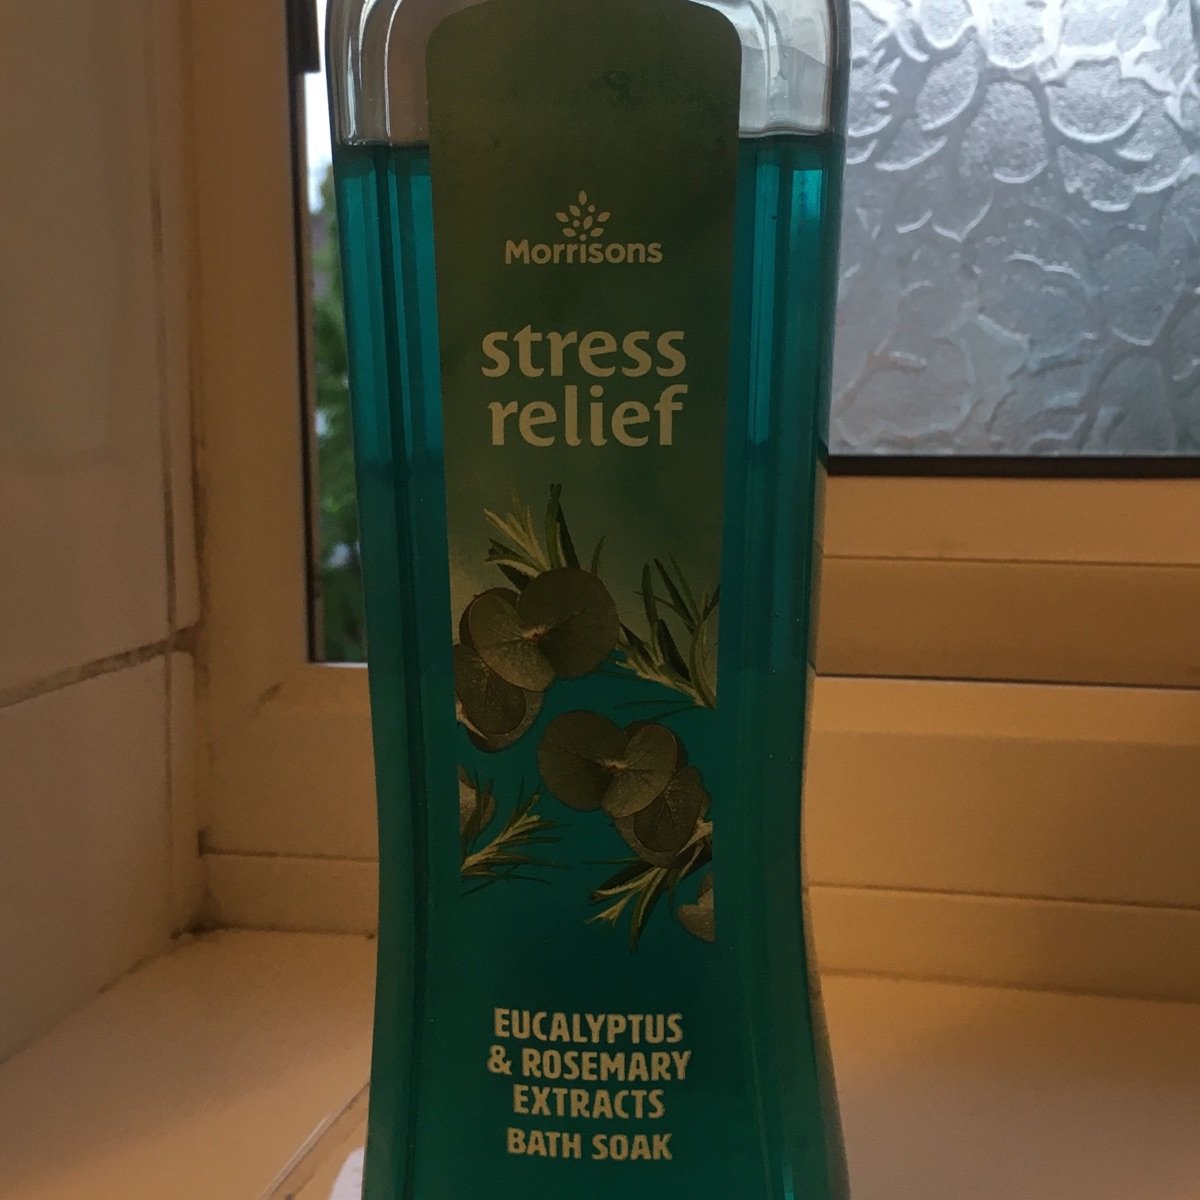 Morrisons
stress
relief
EUCALYPTUS
& ROSEMARY
EXTRACTS
BATH SOAK